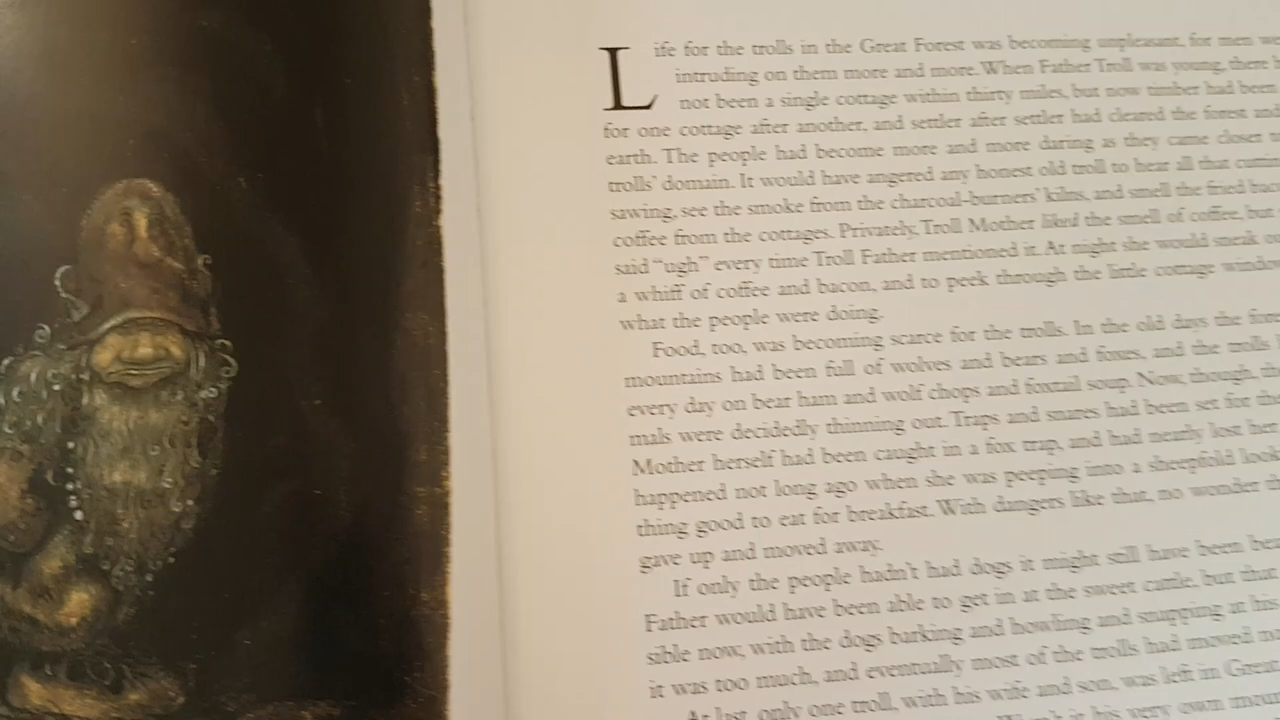 Life for the trolls in the Great Forest was becoming unpleasant, for men
intruding on them more and more. When Father Troll was young, there
not been a single cottage within thirty miles, but now timber had been
for one cottage after another, and settler after settler had cleared the forest and
earth. The people had become more and more daring as they came closer
trolls' domain. It would have angered any honest old troll to hear all that
sawing, see the smoke from the charcoal-burners' kilns, and smell the fried
coffee from the cottages. Privately, Troll Mother liked the smell of coffee, but
said "ugh" every time Troll Father mentioned it. At night she would sneak
a whiff of coffee and bacon, and to peek through the little cottage
what the people were doing.
Food, too, was becoming scarce for the trolls. In the old days the
mountains had been full of wolves and bears and foxes, and the trolls
every day on bear ham and wolf chops and foxtail soup. Now, though,
mals were decidedly thinning out. Traps and snares had been set for
Mother herself had been caught in a fox trap, and had nearly lost her
happened not long ago when she was peeping into a sheepfold
thing good to eat for breakfast. With dangers like that, no wonder
gave up and moved away.
If only the people hadn't had dogs it might still have been
Father would have been able to get in at the sweet cattle, but that
sible now, with the dogs barking and howling and snapping at his
it was too much, and eventually most of the trolls had moved
At last only one troll, with his wife and son, was left in Great
his very own